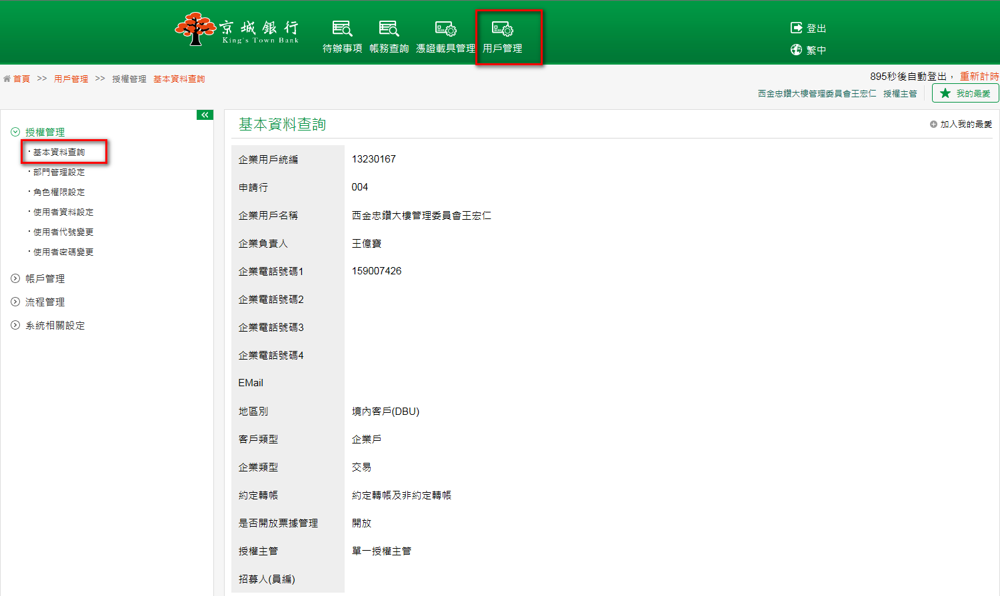 京城銀行
King's Town Bank
待辦事項 帳務查詢 憑證載具管理 用戶管理
登出
繁中
首頁 >> 用戶管理 >> 授權管理 基本資料查詢
895秒後自動登出， 重新計時
西金忠鑽大樓管理委員會王宏仁 授權主管
我的最愛
授權管理
·基本資料查詢
·部門管理設定
·角色權限設定
·使用者資料設定
·使用者代號變更
·使用者密碼變更
帳戶管理
流程管理
系統相關設定
基本資料查詢
加入我的最愛
企業用戶統編 13230167
申請行 004
企業用戶名稱 西金忠鑽大樓管理委員會王宏仁
企業負責人 王億寶
企業電話號碼1 159007426
企業電話號碼2
企業電話號碼3
企業電話號碼4
EMail
地區別 境內客戶(DBU)
客戶類型 企業戶
企業類型 交易
約定轉帳 約定轉帳及非約定轉帳
是否開放票據管理 開放
授權主管 單一授權主管
招募人(員編)